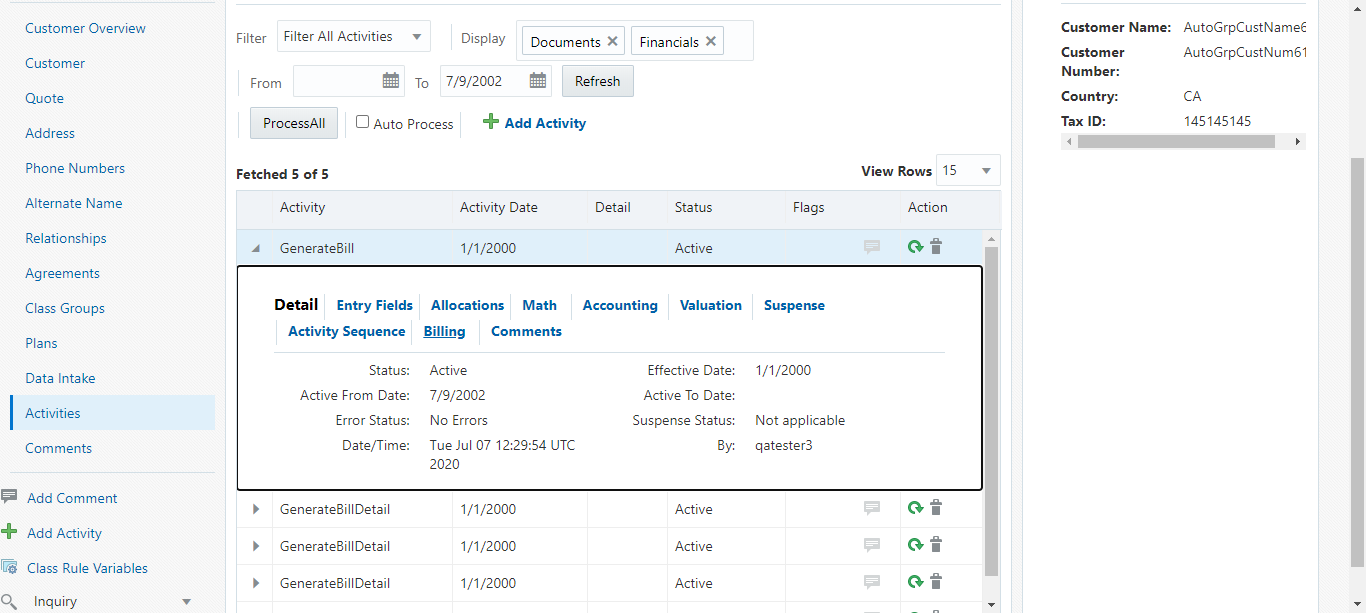 Customer Overview
Customer
Quote
Address
Phone Numbers
Alternate Name
Relationships
Agreements
Class Groups
Plans
Data Intake
Activities
Comments
Add Comment
Add Activity
Class Rule Variables
Inquiry
Filter Filter All Activities Display Documents Financials
From To 7/9/2002 Refresh
ProcessAll Auto Process Add Activity
Fetched 5 of 5 View Rows 15
Activity Activity Date Detail Status Flags Action
GenerateBill 1/1/2000 Active
Detail Entry Fields Allocations Math Accounting Valuation Suspense
Activity Sequence Billing Comments
Status: Active Effective Date: 1/1/2000
Active From Date: 7/9/2002 Active To Date:
Error Status: No Errors Suspense Status: Not applicable
Date/Time: Tue Jul 07 12:29:54 UTC By: qatester3
2020
GenerateBillDetail 1/1/2000 Active
GenerateBillDetail 1/1/2000 Active
GenerateBillDetail 1/1/2000 Active
Customer Name: AutoGrpCustName6
Customer AutoGrpCustNum61
Number:
Country: CA
Tax ID: 145145145